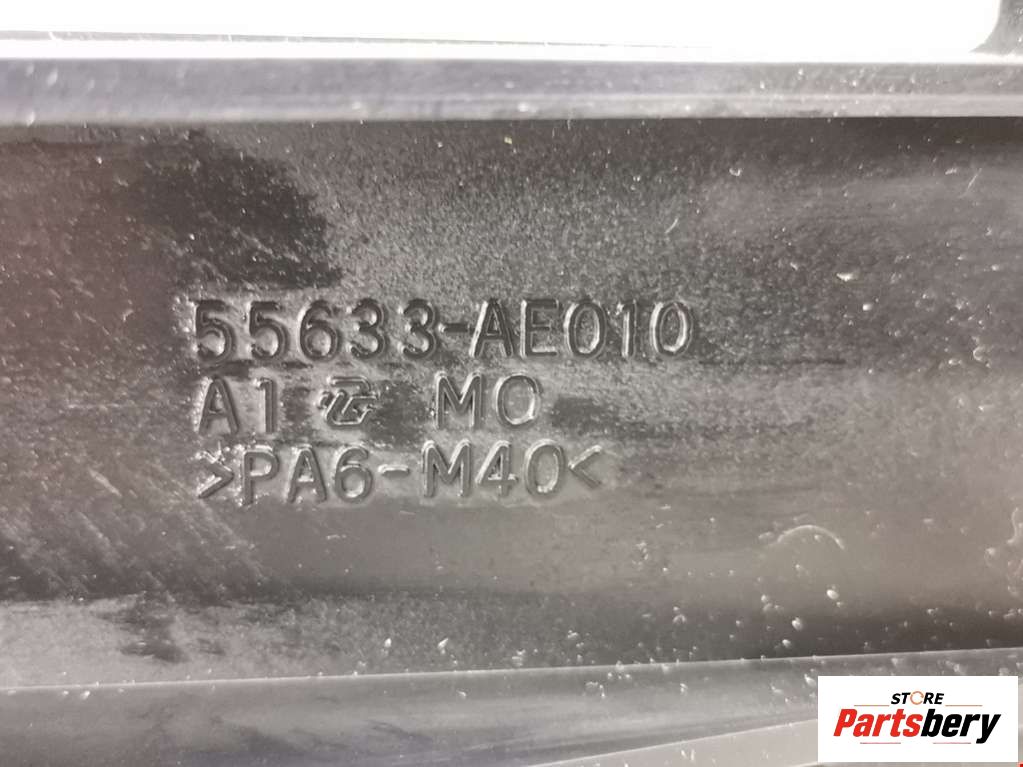 55633-AE010
A1 MO
>PA6-M40<
STORE
Partsbery